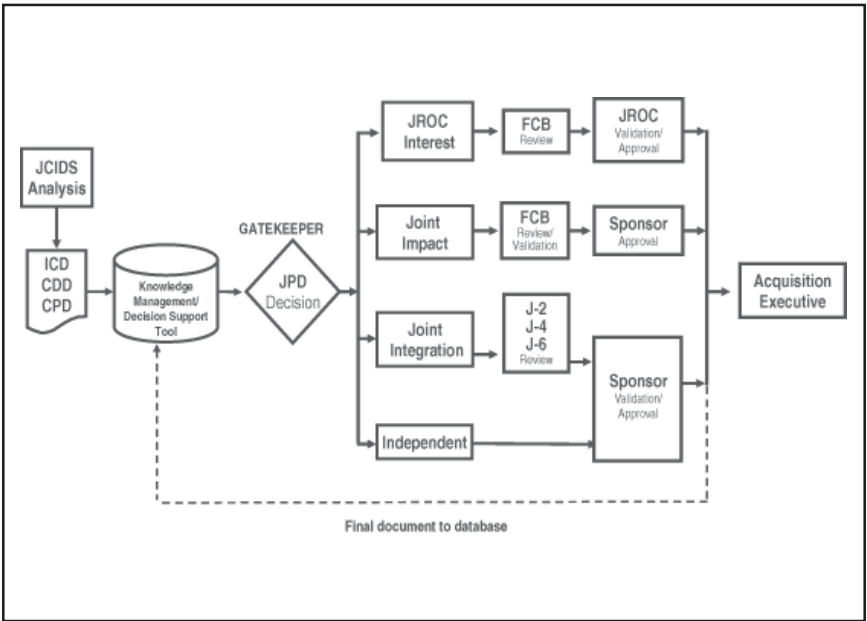 JCIDS
Analysis
ICD
CDD
CPD
Knowledge
Management/
Decision Support
Tool
GATEKEEPER
JPD
Decision
JROC
Interest
FCB
Review
JROC
Validation/
Approval
Joint
Impact
FCB
Review/
Validation
Sponsor
Approval
Joint
Integration
J-2
J-4
J-6
Review
Independent
Sponsor
Validation/
Approval
Acquisition
Executive
Final document to database